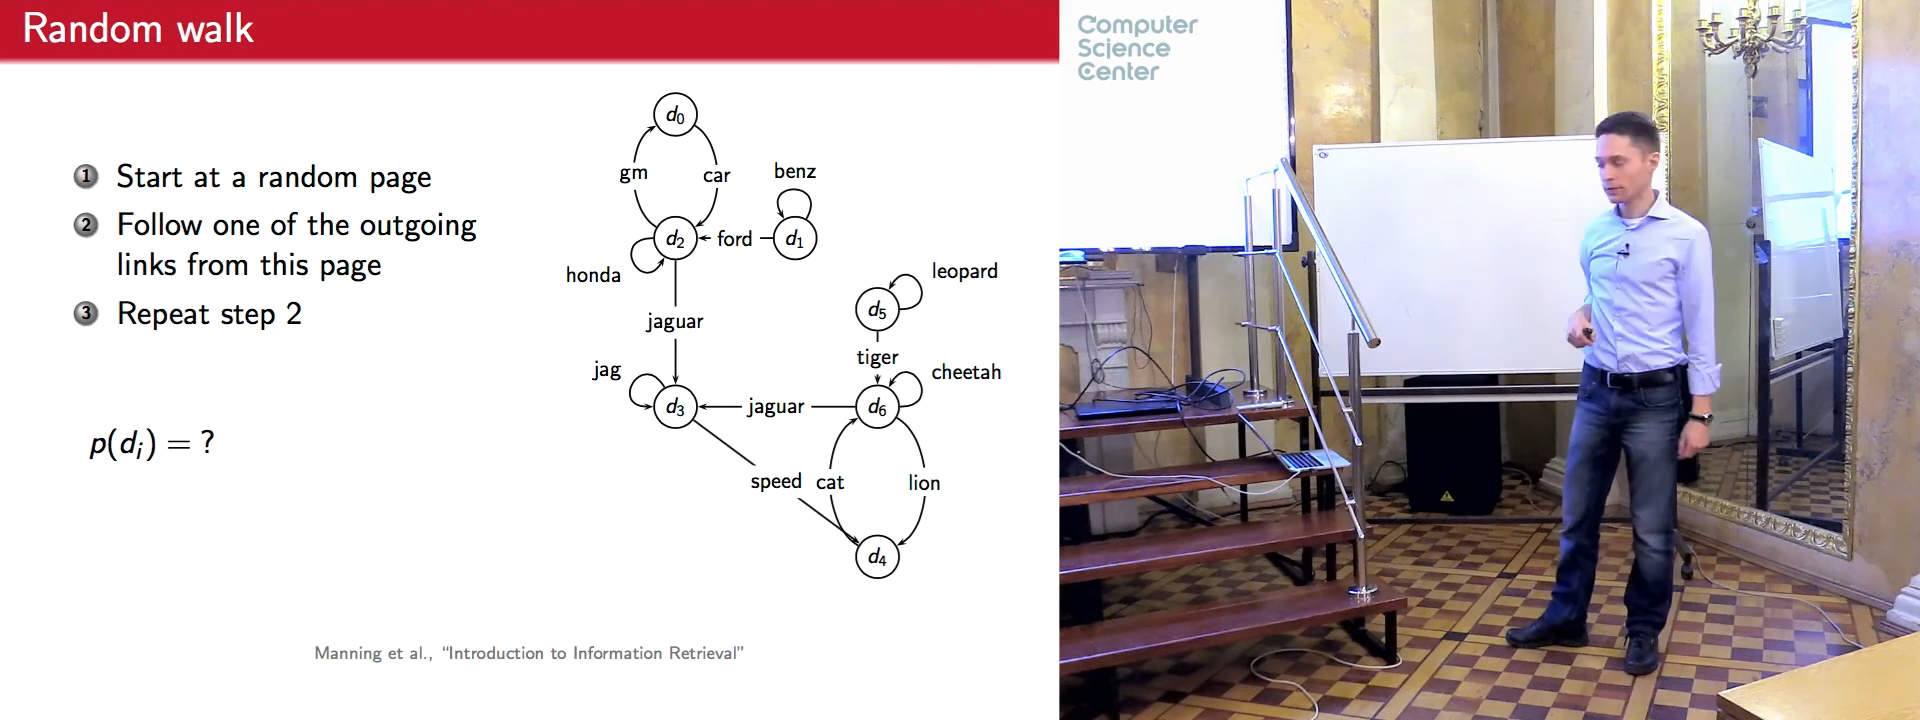 Random walk
1 Start at a random page
2 Follow one of the outgoing
links from this page
3 Repeat step 2
p(di) = ?
d0
gm
car
benz
d2
ford
d1
honda
leopard
d5
jaguar
tiger
jag
cheetah
d3
jaguar
d6
speed
cat
lion
d4
Manning et al., “Introduction to Information Retrieval”
Computer
Science
Center